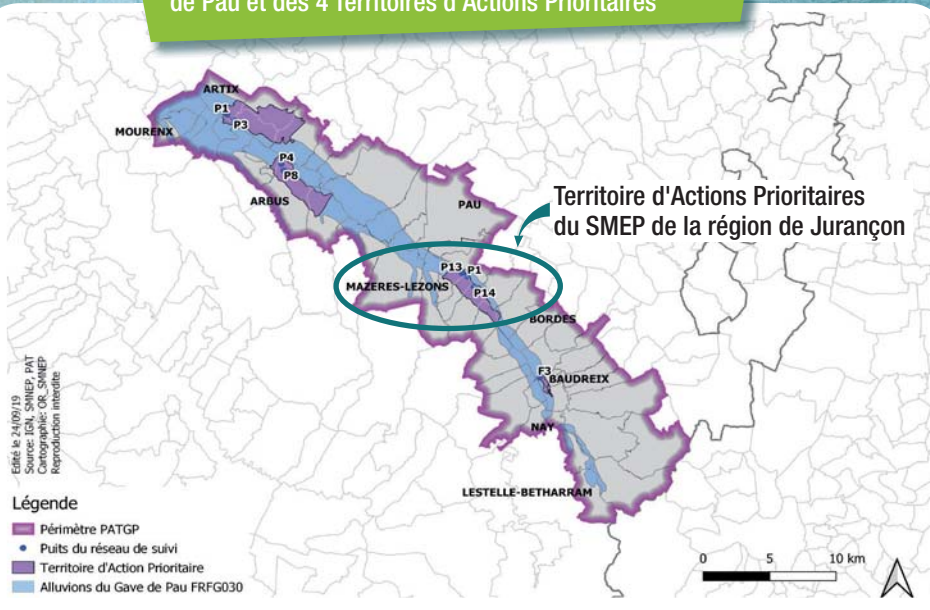 de Pau et des 4 Territoires d'Actions Prioritaires
ARTIX
P1
P3
MOURENX
P4
P8
ARBUS
PAU
Territoire d'Actions Prioritaires
du SMEP de la région de Jurançon
P13
P1
MAZERES-LEZONS
P14
BORDES
F3
BAUDREIX
NAY
LESTELLE-BETHARRAM
Edité le 24/09/19
Source: IGN, SMNEP, PAT
Cartographie: OR_SMNEP
Reproduction interdite
Légende
Périmètre PATGP
Puits du réseau de suivi
Territoire d'Action Prioritaire
Alluvions du Gave de Pau FRFG030
0 5 10 km